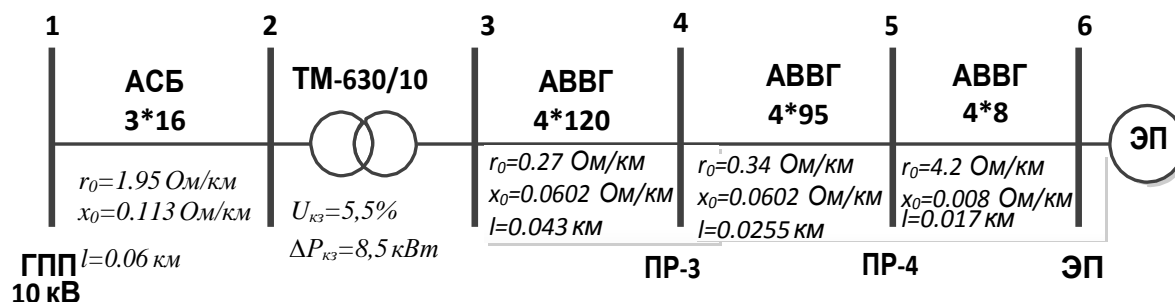 1 2 3 4 5 6
АСБ
3*16
ТМ-630/10
АВВГ
4*120
АВВГ
4*95
АВВГ
4*8
ЭП
r0=1.95 Ом/км
x0=0.113 Ом/км
l=0.06 км
Uкз=5,5%
ΔPкз=8,5 кВт
r0=0.27 Ом/км
x0=0.0602 Ом/км
l=0.043 км
r0=0.34 Ом/км
x0=0.0602 Ом/км
l=0.0255 км
r0=4.2 Ом/км
x0=0.008 Ом/км
l=0.017 км
ГПП
10 кВ
ПР-3
ПР-4
ЭП